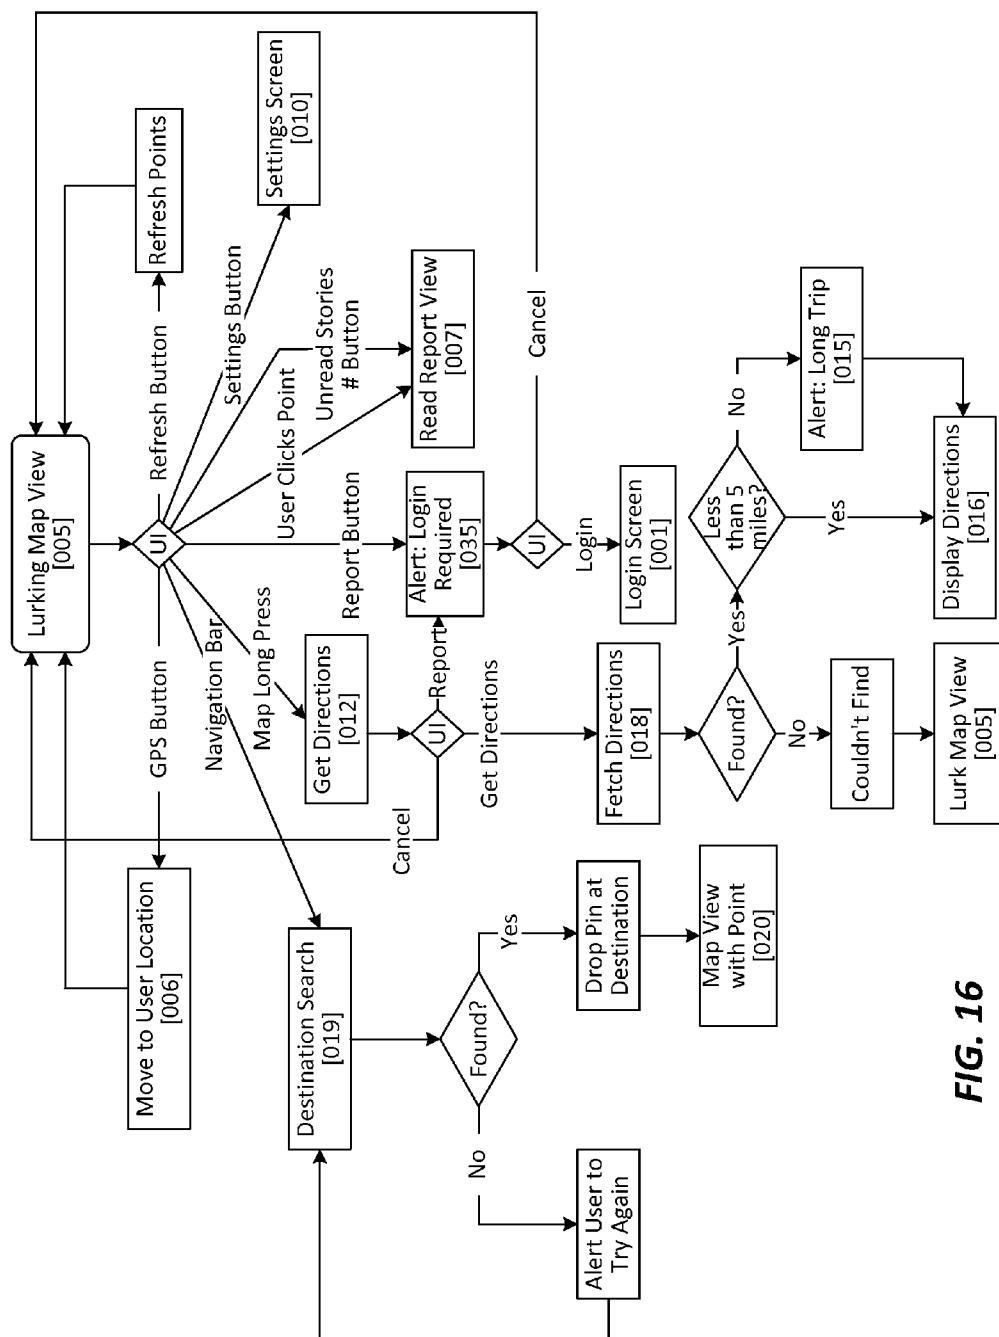 Lurking Map View
[005]
UI
GPS Button
Move to User Location
[006]
Refresh Button
Refresh Points
Settings Button
Settings Screen
[010]
Unread Stories
# Button
User Clicks Point
Read Report View
[007]
Report Button
Alert: Login
Required
[035]
UI
Cancel
Login
Login Screen
[001]
Map Long Press
Get Directions
[012]
UI
Report
Cancel
Get Directions
Fetch Directions
[018]
Found?
Yes
Less
than 5
miles?
No
Alert: Long Trip
[015]
Yes
Display Directions
[016]
No
Couldn't Find
Lurk Map View
[005]
Navigation Bar
Destination Search
[019]
Found?
Yes
Drop Pin at
Destination
Map View
with Point
[020]
No
Alert User to
Try Again
FIG. 16